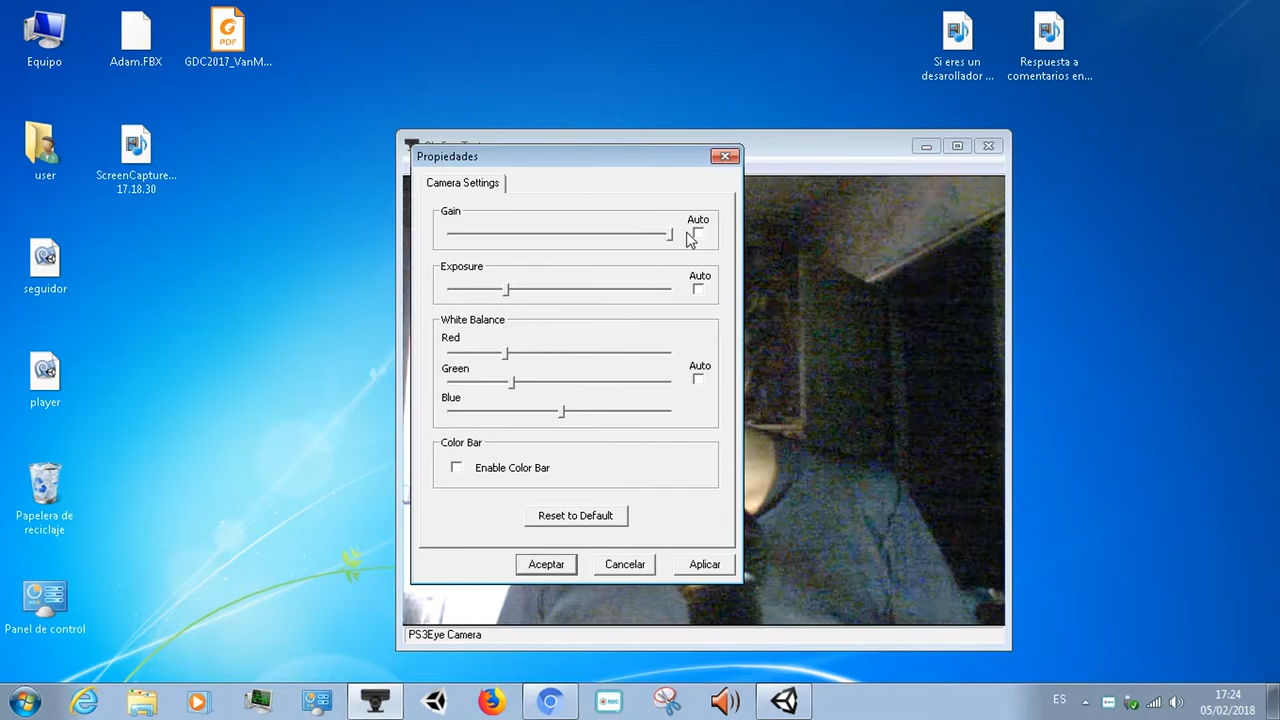 Equipo
Adam.FBX
GDC2017_VanM...
Si eres un
desarollador ...
Respuesta a
comentarios en...
user
ScreenCapture...
17.18.30
seguidor
player
Papelera de
reciclaje
Panel de control
Propiedades
Camera Settings
Gain
Auto
Exposure
Auto
White Balance
Red
Green
Auto
Blue
Color Bar
Enable Color Bar
Reset to Default
Aceptar
Cancelar
Aplicar
PS3Eye Camera
ES
17:24
05/02/2018